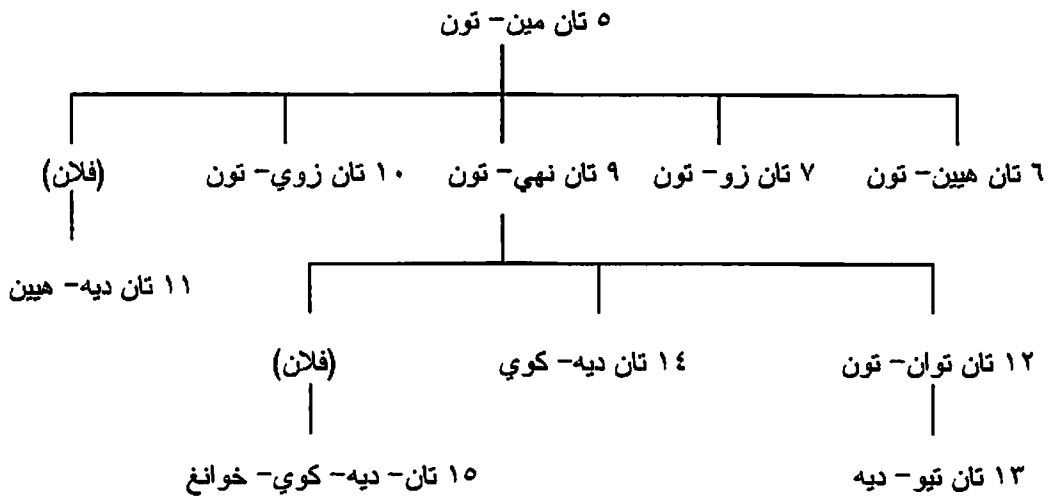 ٥ تان مين- تون
٦ تان هيين- تون ٧ تان زو- تون ٩ تان نهي- تون ١٠ تان زوي- تون (فلان)
١١ تان ديه- هيين
١٢ تان توان- تون ١٤ تان ديه- كوي (فلان)
١٣ تان تيو- ديه ١٥ تان- ديه- كوي- خوانغ